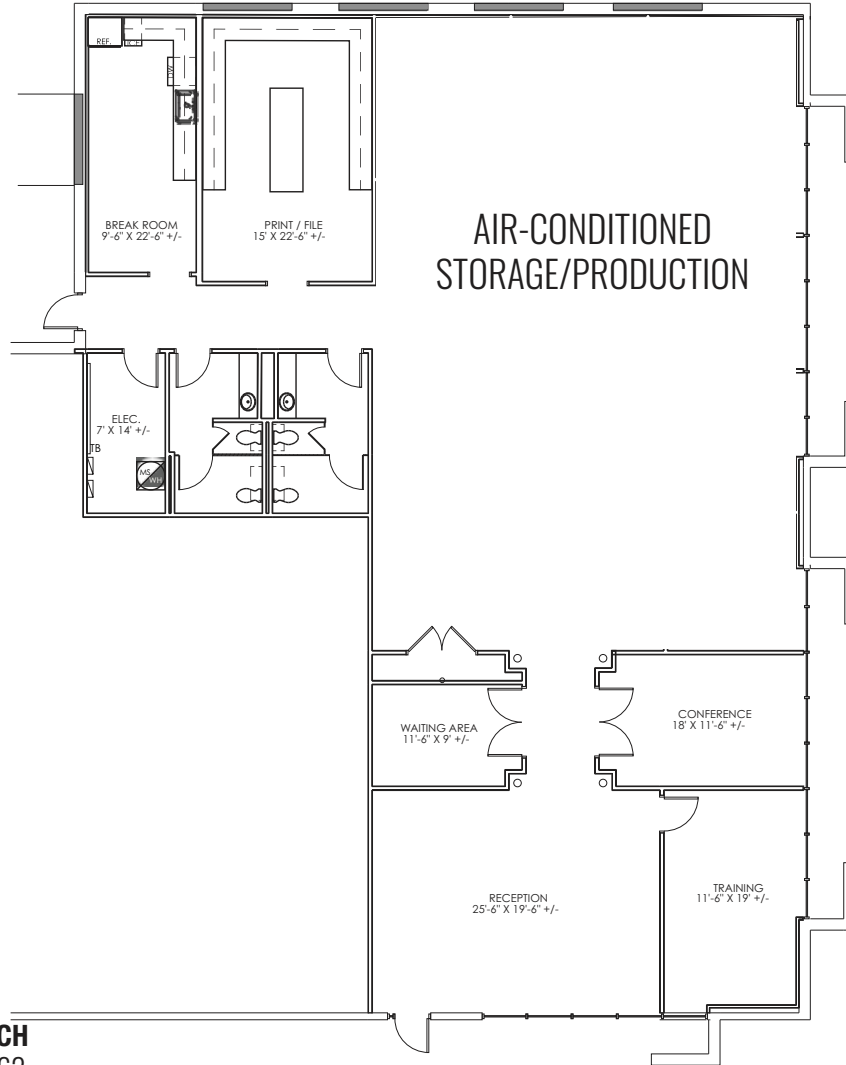 REF.
ICE
DW
BREAK ROOM
9'-6" X 22'-6" +/-
PRINT / FILE
15' X 22'-6" +/-
AIR-CONDITIONED
STORAGE/PRODUCTION
ELEC.
7' X 14' +/-
TB
MS
WH
WAITING AREA
11'-6" X 9' +/-
CONFERENCE
18' X 11'-6" +/-
RECEPTION
25'-6" X 19'-6" +/-
TRAINING
11'-6" X 19' +/-
CH